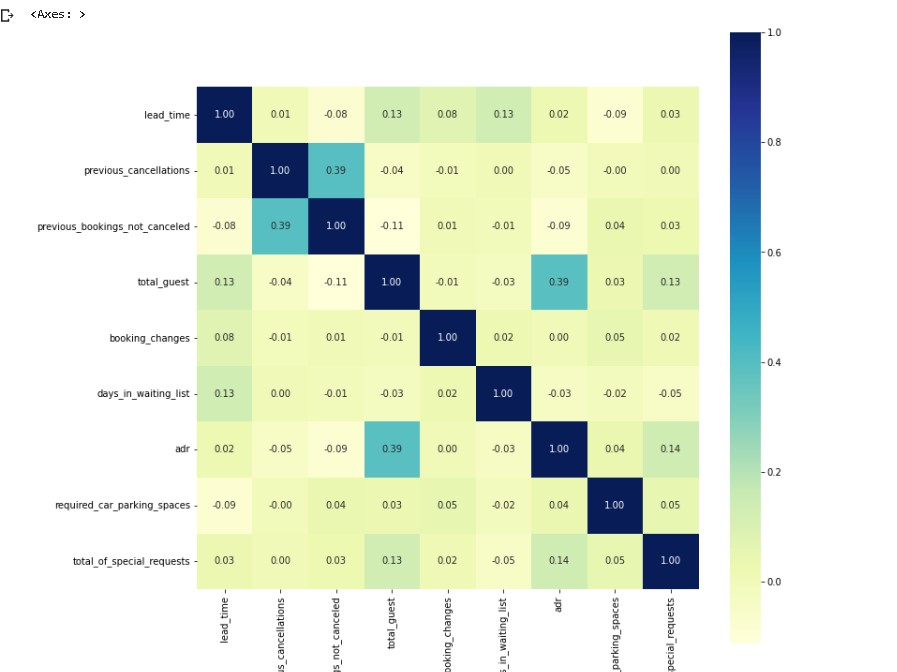 <Axes: >
1.0
lead_time 1.00 0.01 -0.08 0.13 0.08 0.13 0.02 -0.09 0.03
0.8
previous_cancellations 0.01 1.00 0.39 -0.04 -0.01 0.00 -0.05 -0.00 0.00
previous_bookings_not_canceled -0.08 0.39 1.00 -0.11 0.01 -0.01 -0.09 0.04 0.03
0.6
total_guest 0.13 -0.04 -0.11 1.00 -0.01 -0.03 0.39 0.03 0.13
booking_changes 0.08 -0.01 0.01 -0.01 1.00 0.02 0.00 0.05 0.02
0.4
days_in_waiting_list 0.13 0.00 -0.01 -0.03 0.02 1.00 -0.03 -0.02 -0.05
adr 0.02 -0.05 -0.09 0.39 0.00 -0.03 1.00 0.04 0.14
0.2
required_car_parking_spaces -0.09 -0.00 0.04 0.03 0.05 -0.02 0.04 1.00 0.05
total_of_special_requests 0.03 0.00 0.03 0.13 0.02 -0.05 0.14 0.05 1.00
0.0
lead_time
us_cancellations
gs_not_canceled
total_guest
ooking_changes
s_in_waiting_list
adr
parking_spaces
pecial_requests